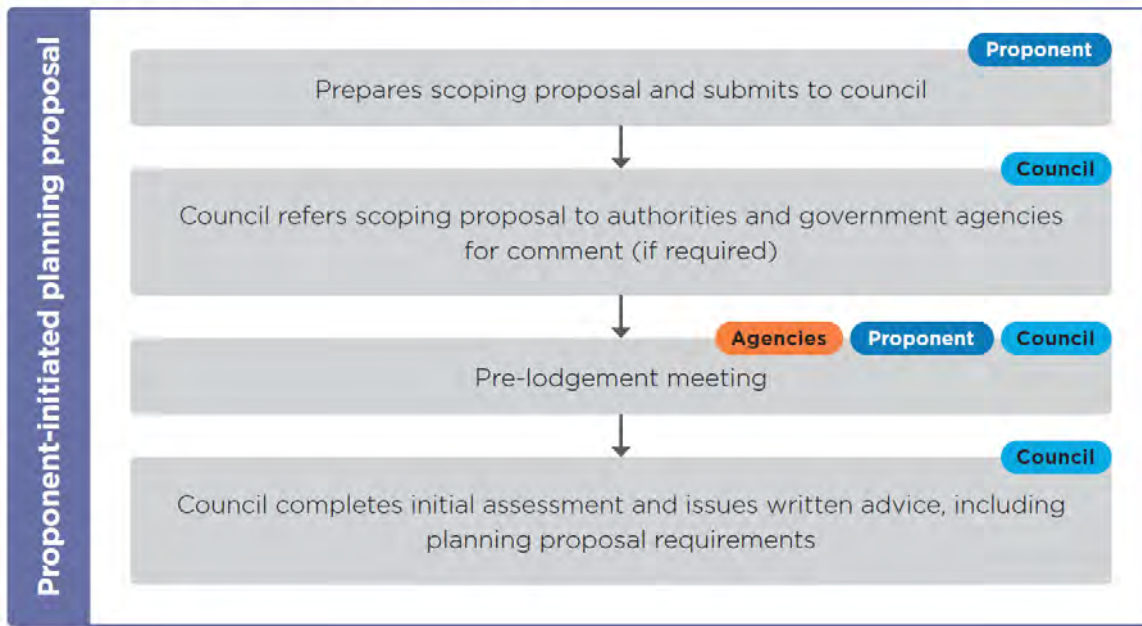 Proponent-initiated planning proposal
Proponent
Prepares scoping proposal and submits to council
Council
Council refers scoping proposal to authorities and government agencies
for comment (if required)
Agencies Proponent Council
Pre-lodgement meeting
Council
Council completes initial assessment and issues written advice, including
planning proposal requirements